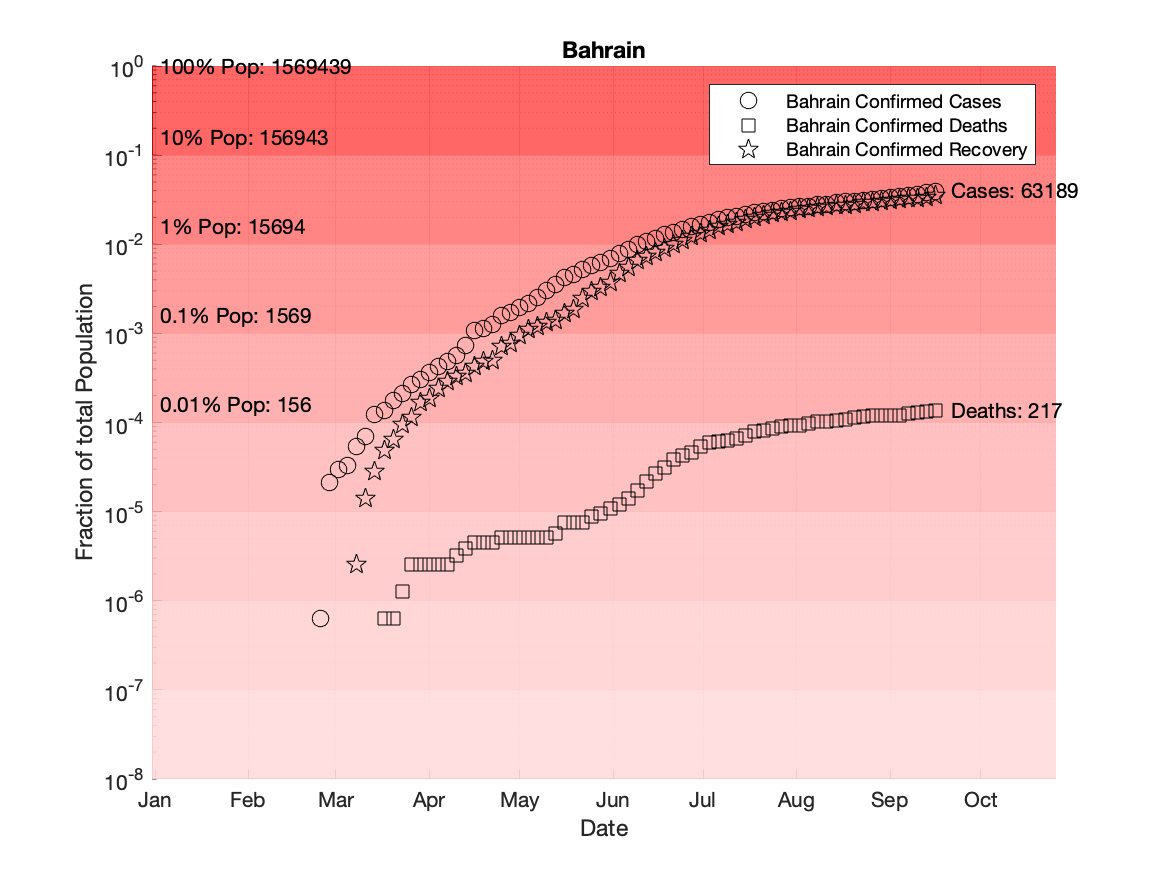 Bahrain
10^0
10^-1
10^-2
10^-3
10^-4
10^-5
10^-6
10^-7
10^-8
Fraction of total Population
100% Pop: 1569439
10% Pop: 156943
1% Pop: 15694
0.1% Pop: 1569
0.01% Pop: 156
Bahrain Confirmed Cases
Bahrain Confirmed Deaths
Bahrain Confirmed Recovery
Cases: 63189
Deaths: 217
Jan Feb Mar Apr May Jun Jul Aug Sep Oct
Date